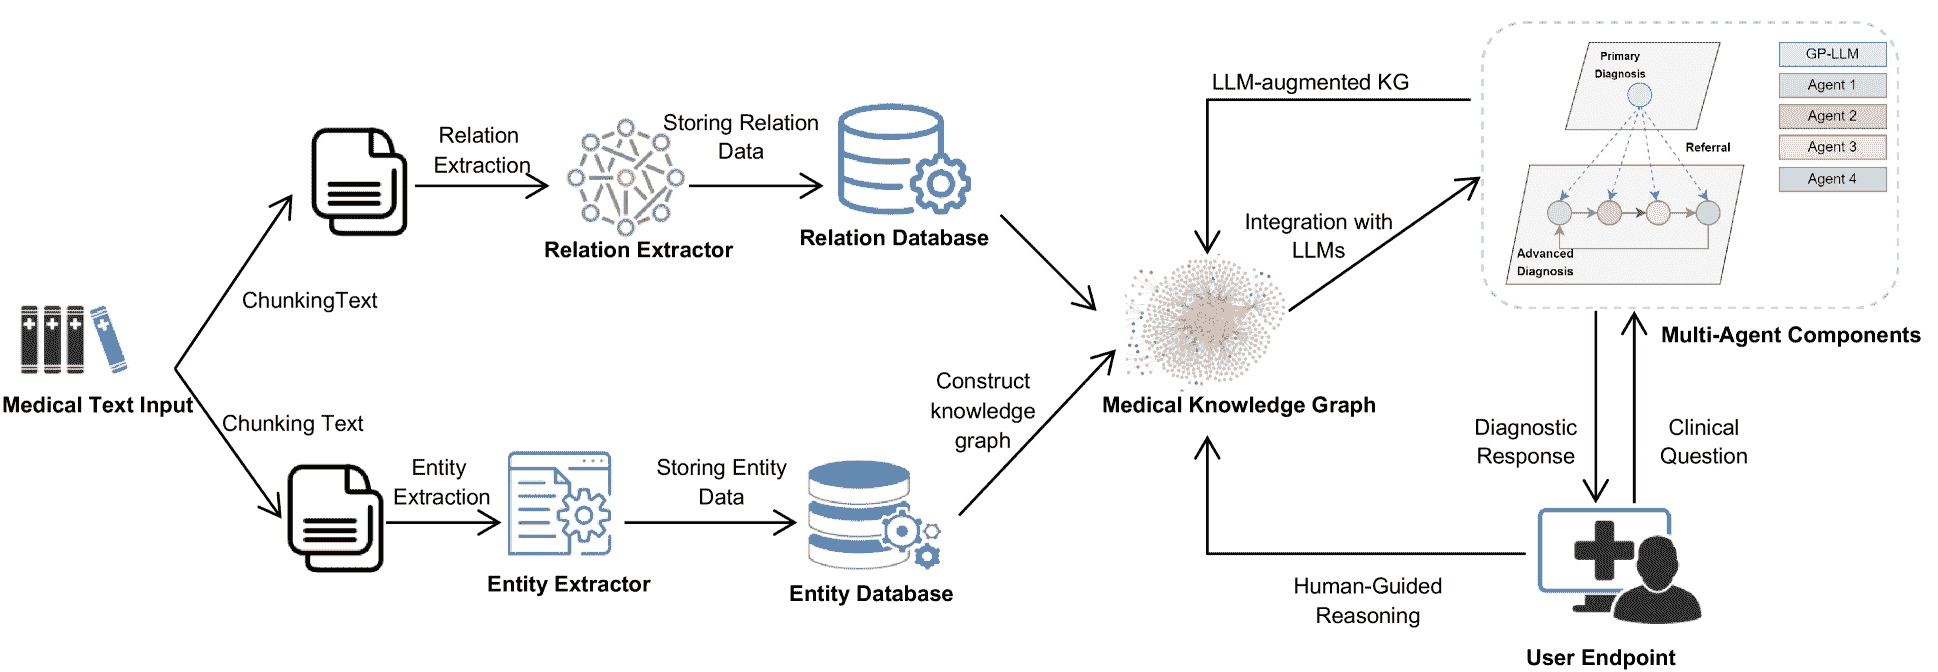 Medical Text Input
ChunkingText
Chunking Text
Relation
Extraction
Relation Extractor
Storing Relation
Data
Relation Database
Entity
Extraction
Entity Extractor
Storing Entity
Data
Entity Database
Construct
knowledge
graph
Medical Knowledge Graph
LLM-augmented KG
Integration with
LLMs
Primary
Diagnosis
Referral
Advanced
Diagnosis
GP-LLM
Agent 1
Agent 2
Agent 3
Agent 4
Multi-Agent Components
Diagnostic
Response
Clinical
Question
Human-Guided
Reasoning
User Endpoint